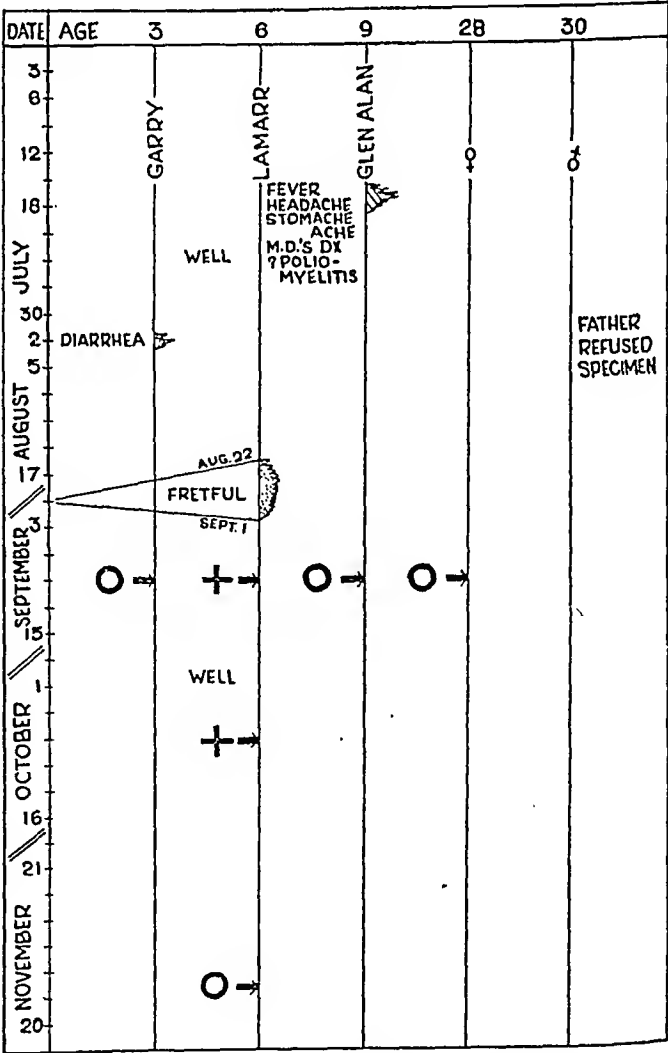 DATE AGE 3 6 9 28 30
3
6
12
18
30
2
5
17
3
15
1
16
21
20
JULY
AUGUST
SEPTEMBER
OCTOBER
NOVEMBER
GARRY
LAMARR
GLEN ALAN
♀
♂
WELL
FEVER
HEADACHE
STOMACHE
ACHE
M.D.'S DX
? POLIO-
MYELITIS
DIARRHEA
FATHER
REFUSED
SPECIMEN
AUG. 22
FRETFUL
SEPT. 1
O + O O
WELL
+
O